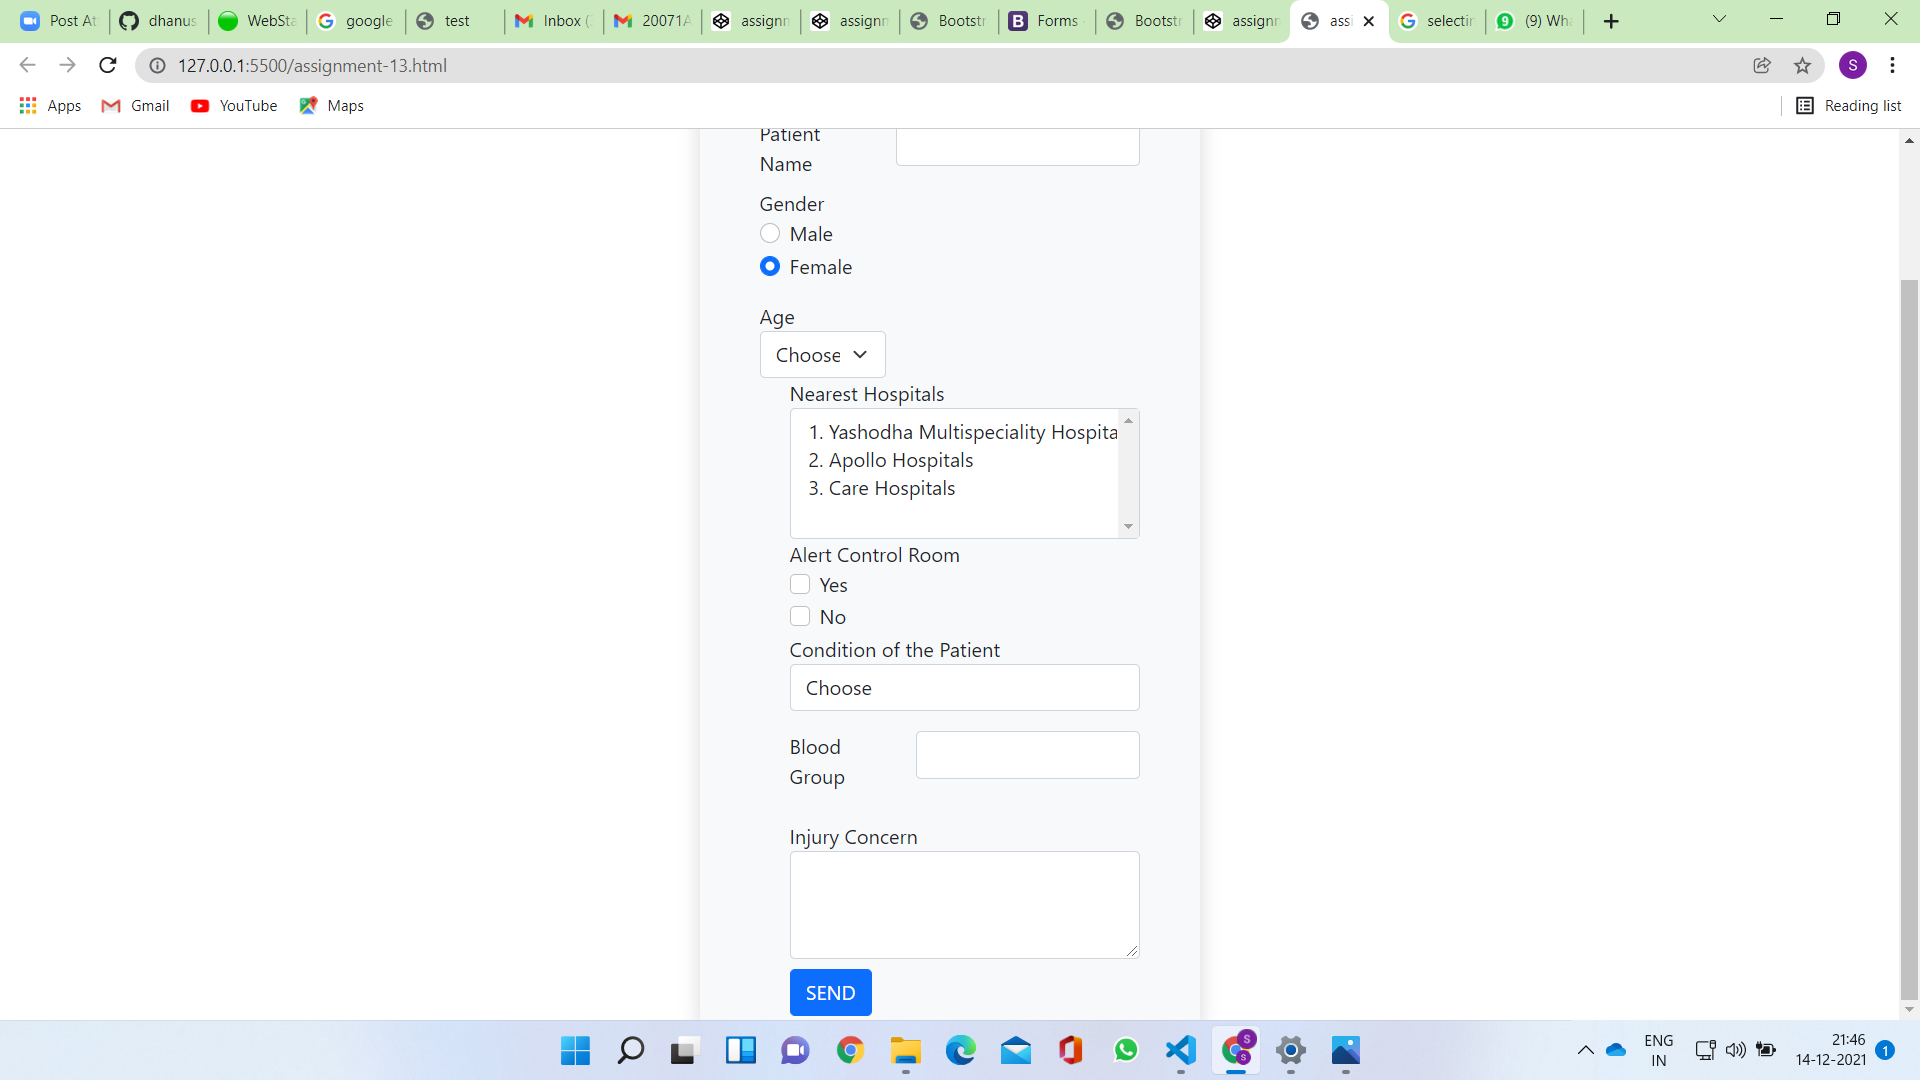 Post At
dhanus
WebSta
google
test
Inbox (
20071A
assignm
assignm
Bootstr
Forms
Bootstr
assignm
assi
selectin
(9) Wha
127.0.0.1:5500/assignment-13.html
S
Apps
Gmail
YouTube
Maps
Reading list
Patient
Name
Gender
Male
Female
Age
Choose
Nearest Hospitals
1. Yashodha Multispeciality Hospita
2. Apollo Hospitals
3. Care Hospitals
Alert Control Room
Yes
No
Condition of the Patient
Choose
Blood
Group
Injury Concern
SEND
ENG
IN
21:46
14-12-2021
1